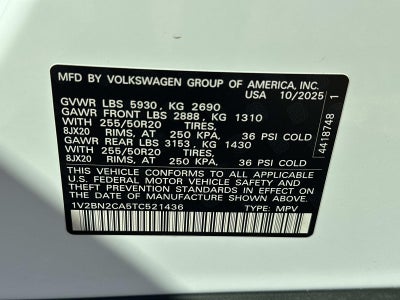 MFD BY VOLKSWAGEN GROUP OF AMERICA, INC.
USA 10/2025
GVWR LBS 5930, KG 2690
GAWR FRONT LBS 2888, KG 1310
WITH 255/50R20 TIRES,
8JX20 RIMS, AT 250 KPA, 36 PSI COLD
GAWR REAR LBS 3153, KG 1430
WITH 255/50R20 TIRES,
8JX20 RIMS, AT 250 KPA, 36 PSI COLD
THIS VEHICLE CONFORMS TO ALL APPLICABLE
U.S. FEDERAL MOTOR VEHICLE SAFETY AND
THEFT PREVENTION STANDARDS IN EFFECT ON
THE DATE OF MANUFACTURE SHOWN ABOVE.
1V2BN2CA5TC521436 TYPE: MPV
4418748 1